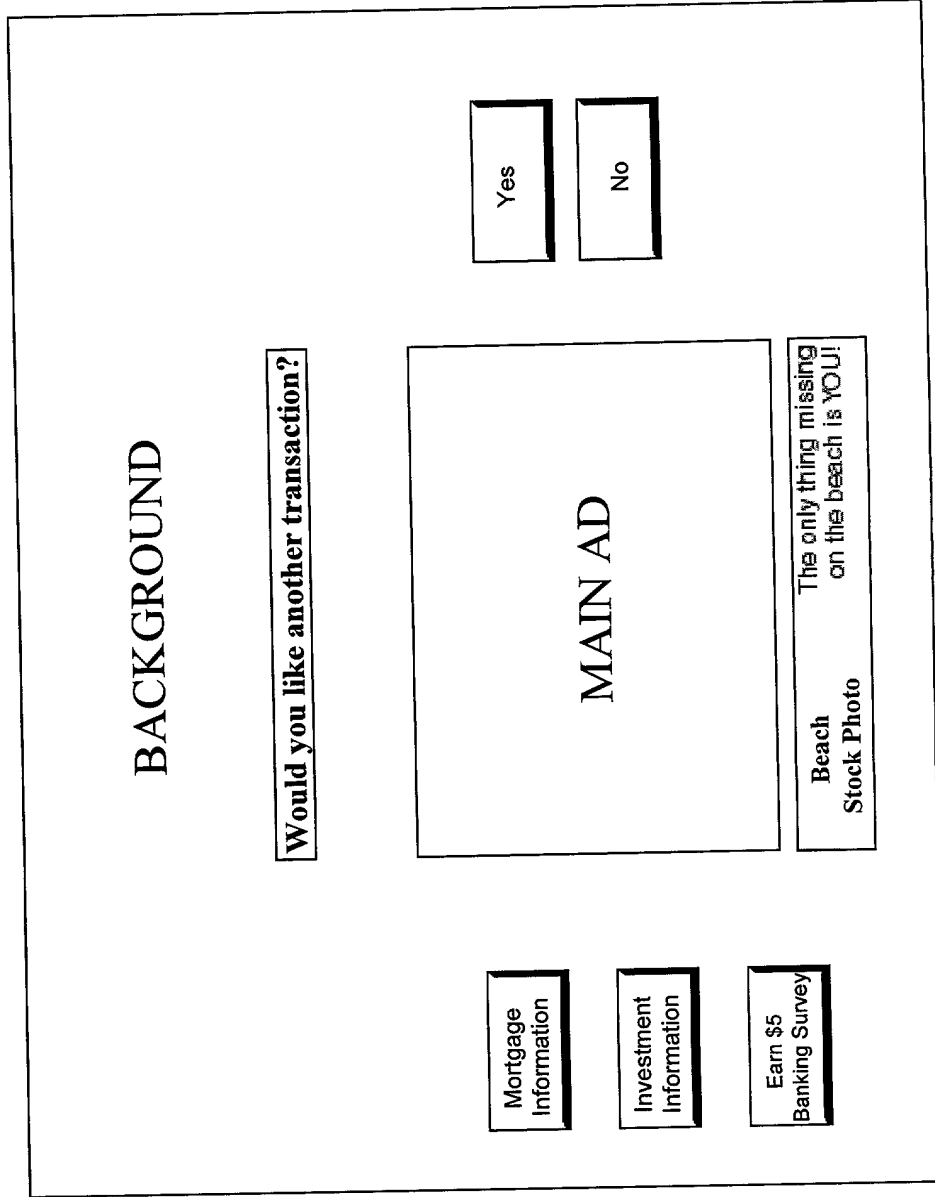 BACKGROUND
Would you like another transaction?
Mortgage
Information
Investment
Information
Earn $5
Banking Survey
MAIN AD
Beach
Stock Photo
The only thing missing
on the beach is YOU!
Yes
No